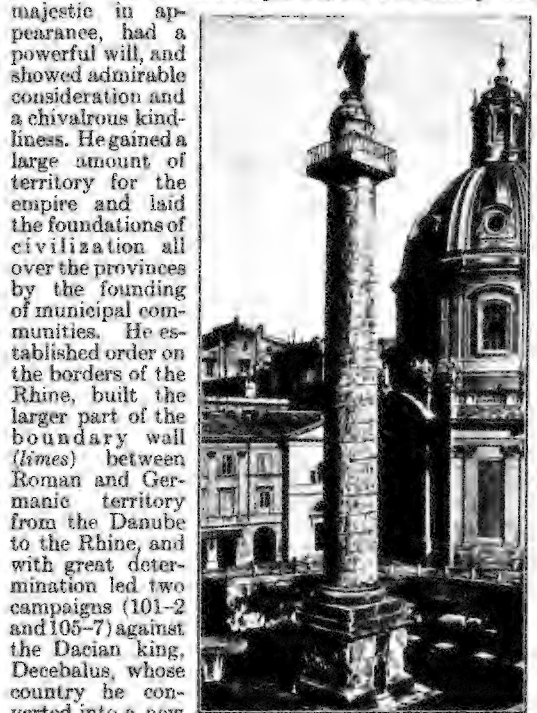 majestic in ap-
pearance, had a
powerful will, and
showed admirable
consideration and
a chivalrous kind-
liness. He gained a
large amount of
territory for the
empire and laid
the foundations of
civilization all
over the provinces
by the founding
of municipal com-
munities. He es-
tablished order on
the borders of the
Rhine, built the
larger part of the
boundary wall
(limes) between
Roman and Ger-
manic territory
from the Danube
to the Rhine, and
with great deter-
mination led two
campaigns (101-2
and 105-7) against
the Dacian king,
Decebalus, whose
country he con-
verted into a new